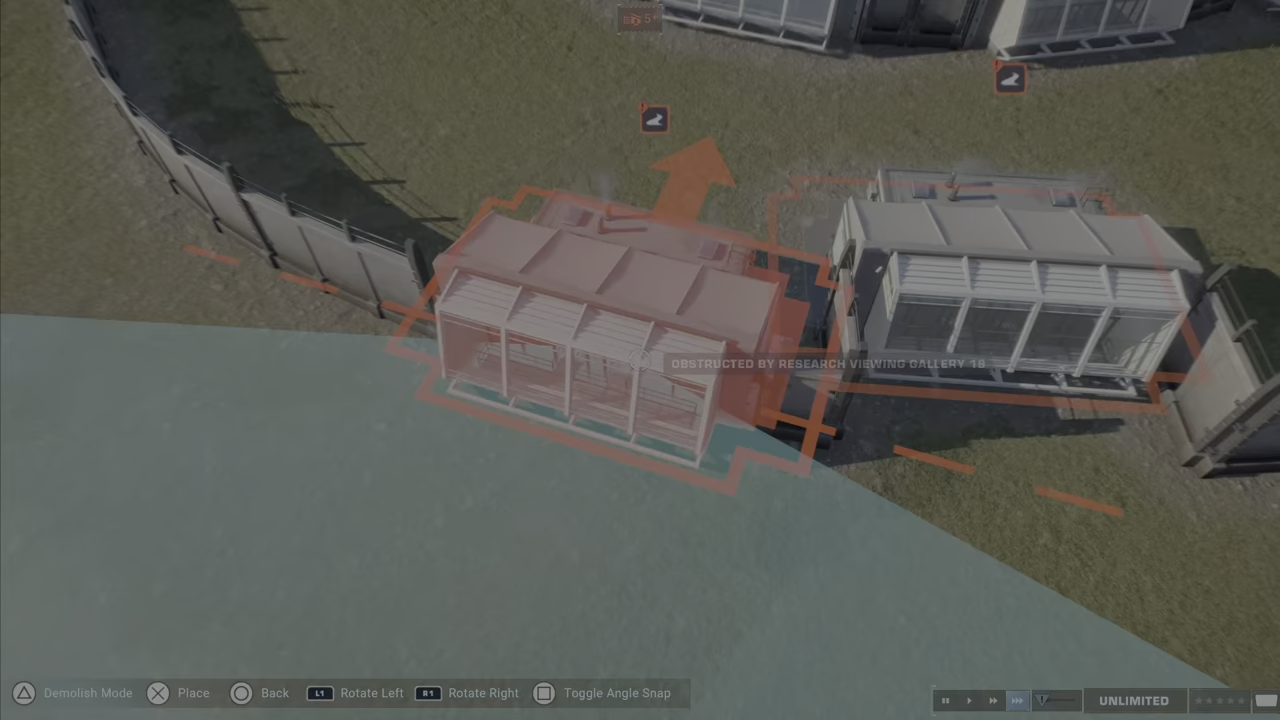 5+
OBSTRUCTED BY RESEARCH VIEWING GALLERY 18
Demolish Mode
Place
Back
L1 Rotate Left
R1 Rotate Right
Toggle Angle Snap
UNLIMITED